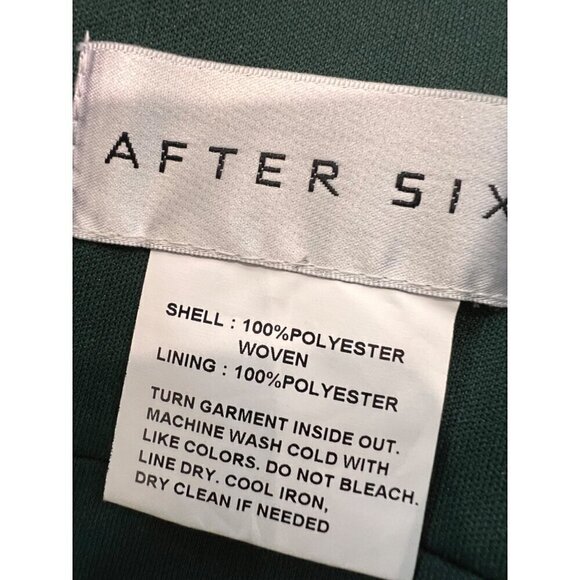 AFTER SIX
SHELL : 100%POLYESTER
WOVEN
LINING : 100%POLYESTER
TURN GARMENT INSIDE OUT.
MACHINE WASH COLD WITH
LIKE COLORS. DO NOT BLEACH.
LINE DRY. COOL IRON,
DRY CLEAN IF NEEDED